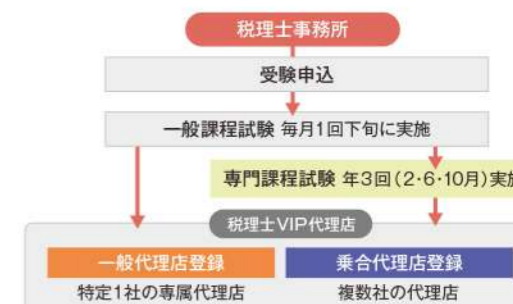 税理士事務所
受験申込
一般課程試験 毎月1回下旬に実施
専門課程試験 年3回(2・6・10月)実施
税理士VIP代理店
一般代理店登録
乗合代理店登録
特定1社の専属代理店
複数社の代理店